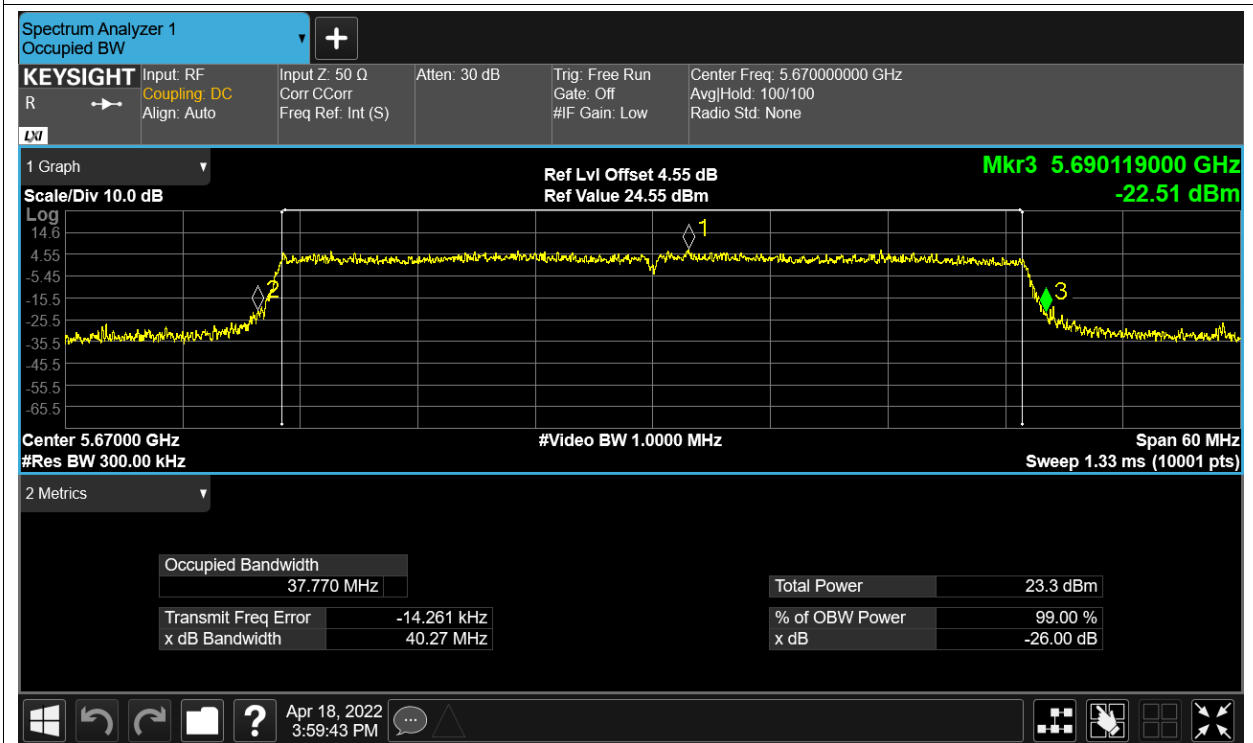 Spectrum Analyzer 1
Occupied BW
KEYSIGHT
R
LXI
Input: RF
Coupling: DC
Align: Auto
Input Z: 50 Ω
Corr CCorr
Freq Ref: Int (S)
Atten: 30 dB
Trig: Free Run
Gate: Off
#IF Gain: Low
Center Freq: 5.670000000 GHz
Avg|Hold: 100/100
Radio Std: None
1 Graph
Scale/Div 10.0 dB
Ref Lvl Offset 4.55 dB
Ref Value 24.55 dBm
Mkr3 5.690119000 GHz
-22.51 dBm
Log
14.6
4.55
-5.45
-15.5
-25.5
-35.5
-45.5
-55.5
-65.5
1
2
3
Center 5.67000 GHz
#Video BW 1.0000 MHz
Span 60 MHz
#Res BW 300.00 kHz
Sweep 1.33 ms (10001 pts)
2 Metrics
Occupied Bandwidth
37.770 MHz
Transmit Freq Error -14.261 kHz
x dB Bandwidth 40.27 MHz
Total Power 23.3 dBm
% of OBW Power 99.00 %
x dB -26.00 dB
?
Apr 18, 2022
3:59:43 PM